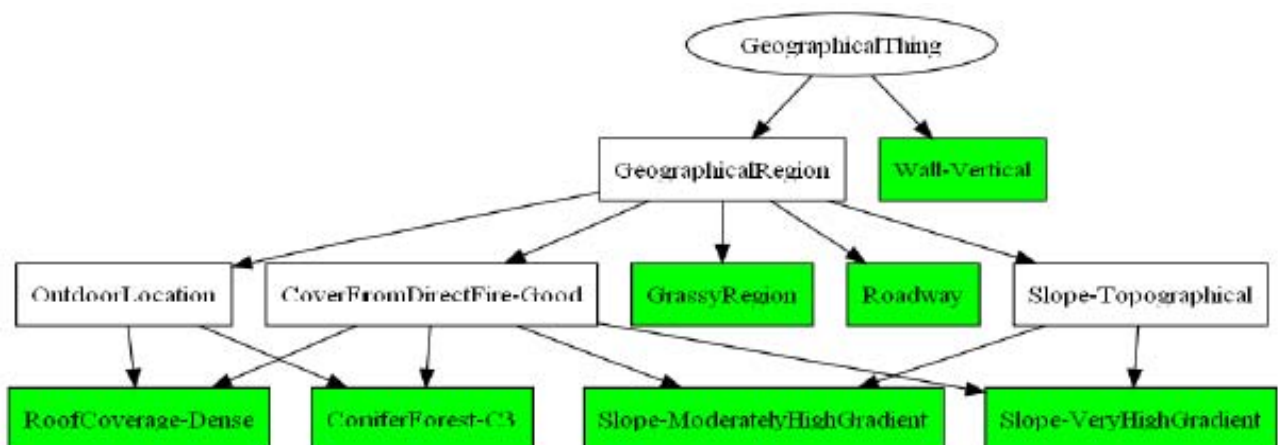 GeographicalThing
GeographicalRegion
Wall-Vertical
OutdoorLocation
CoverFromDirectFire-Good
GrassyRegion
Roadway
Slope-Topographical
RoofCoverage-Dense
ConiferForest-C3
Slope-ModeratelyHighGradient
Slope-VeryHighGradient